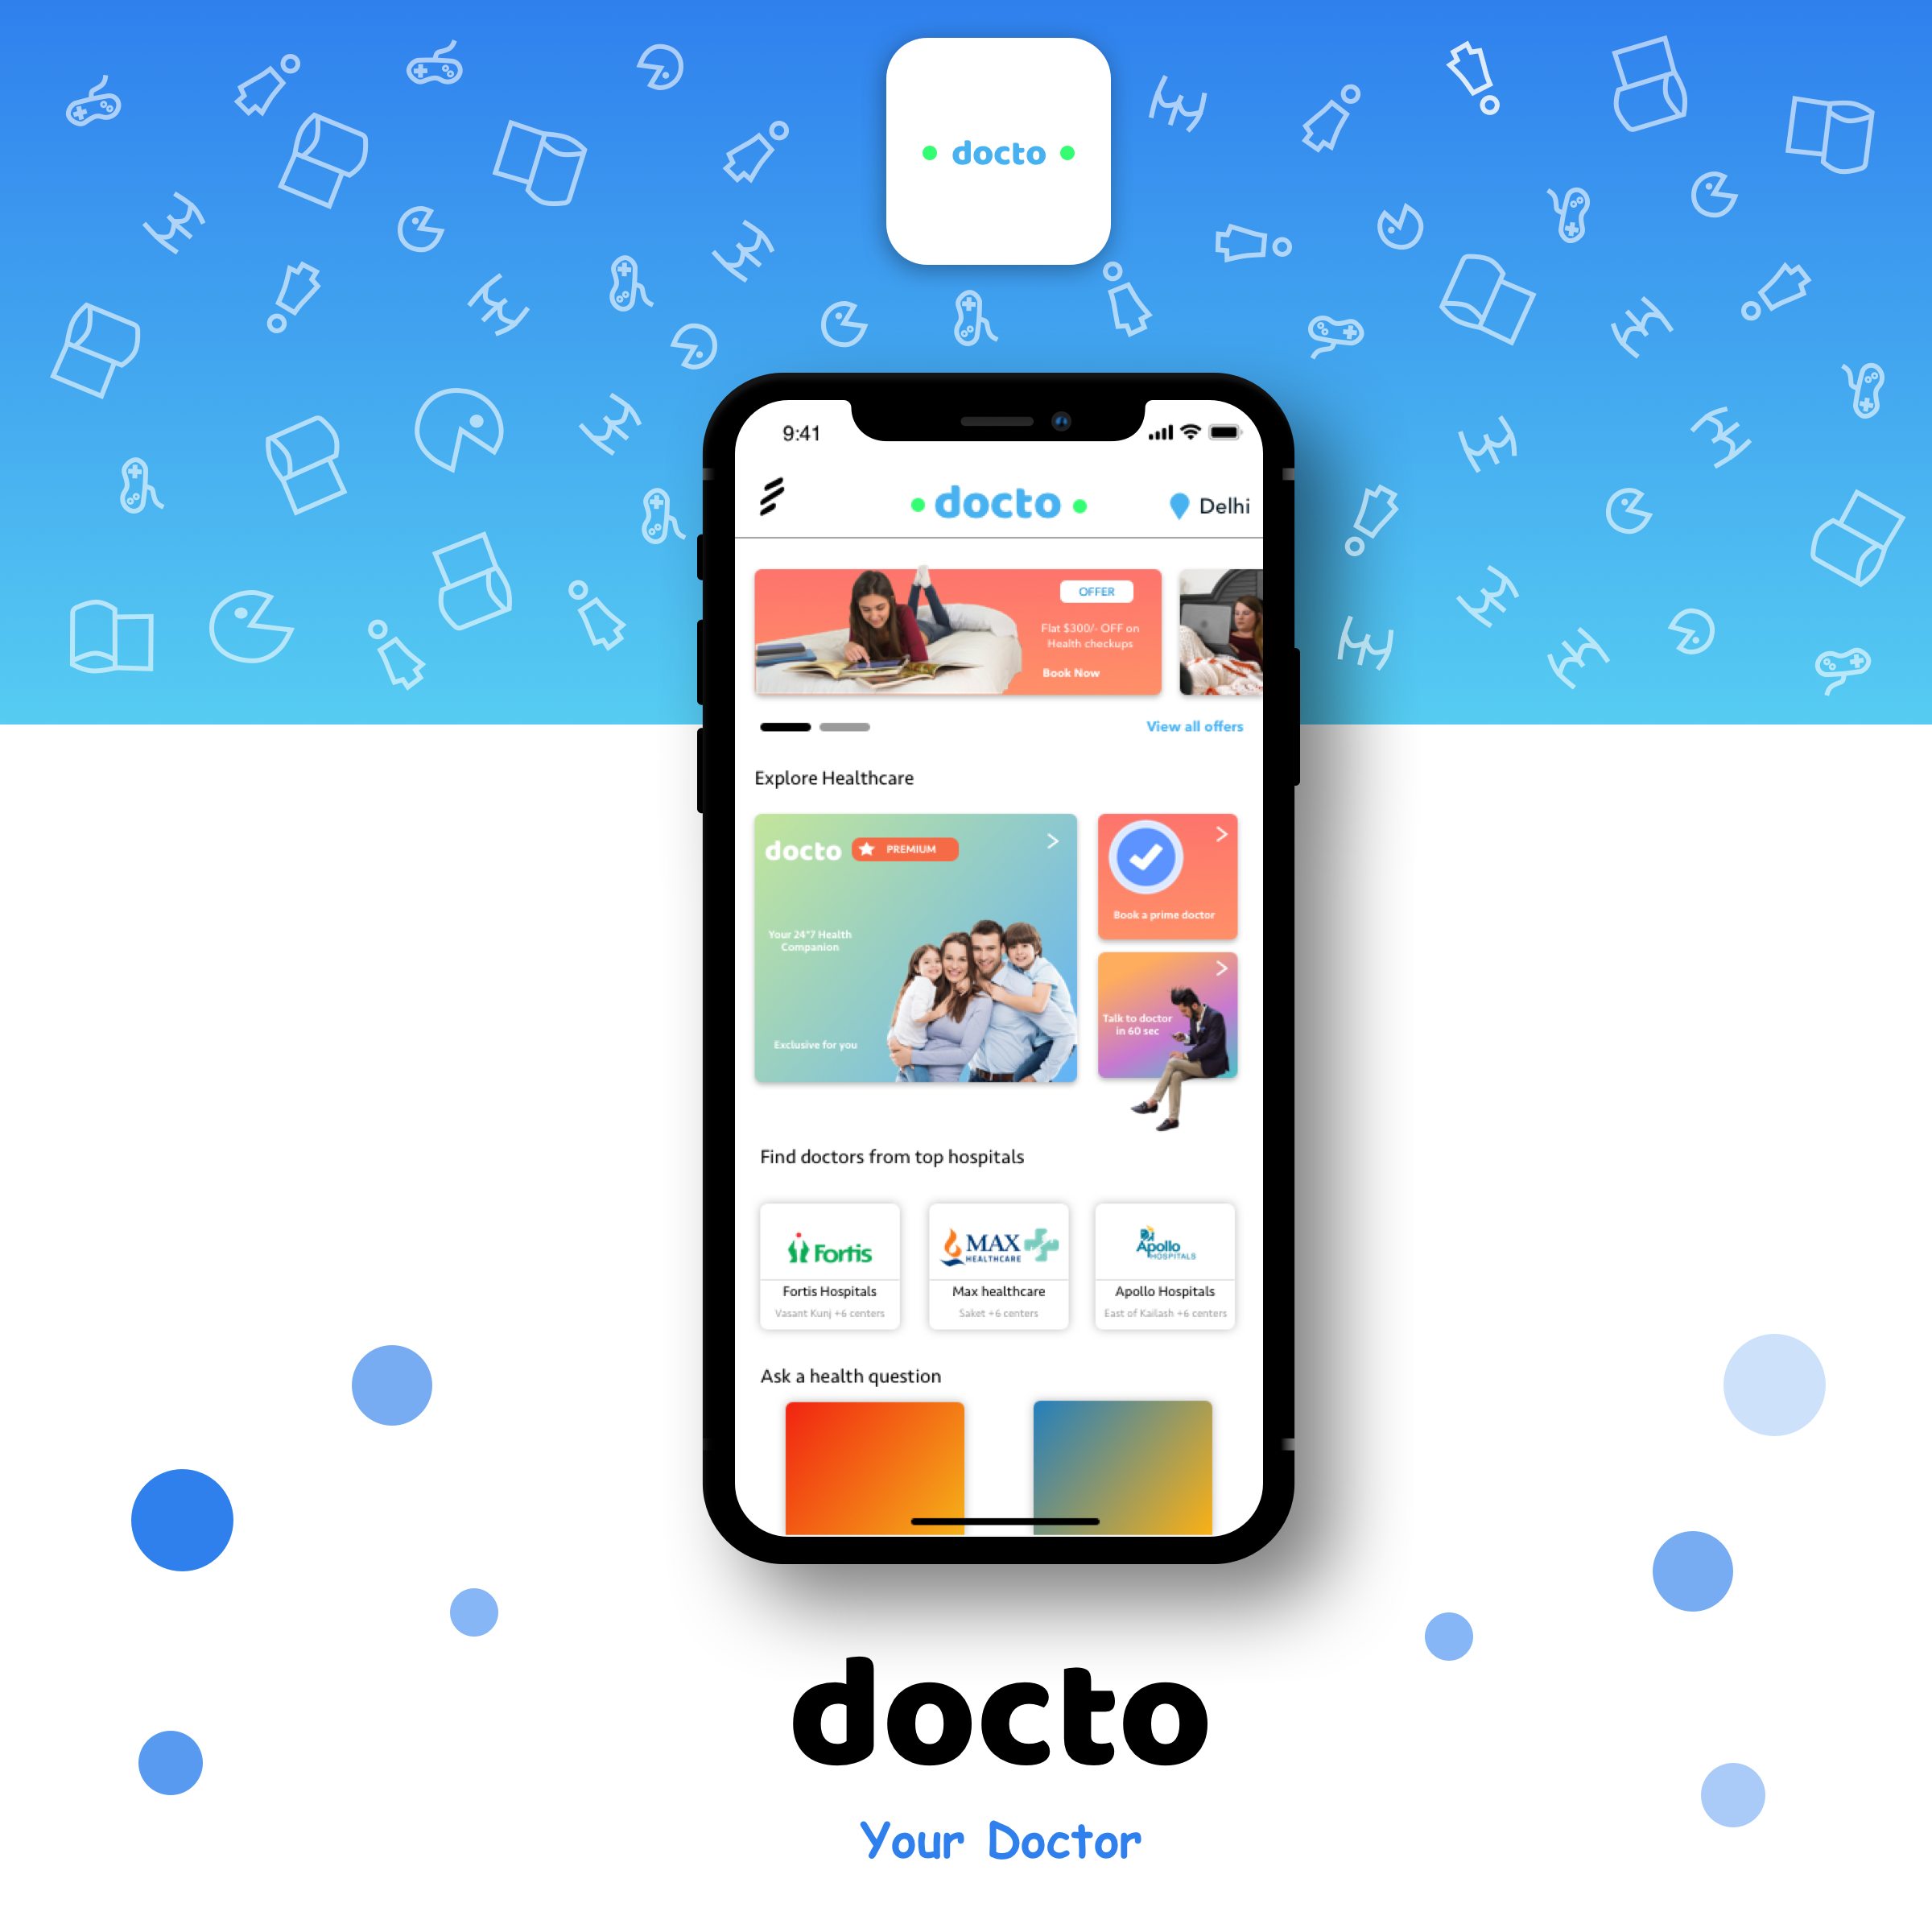 docto
9:41
docto
Delhi
OFFER
Flat $300/- OFF on
Health checkups
Book Now
View all offers
Explore Healthcare
docto
PREMIUM
Your 24*7 Health
Companion
Exclusive for you
Book a prime doctor
Talk to doctor
in 60 sec
Find doctors from top hospitals
Fortis
MAX
HEALTHCARE
Apollo
HOSPITALS
Fortis Hospitals
Max healthcare
Apollo Hospitals
Vasant Kunj +6 centers
Saket +6 centers
East of Kailash +6 centers
Ask a health question
docto
Your Doctor